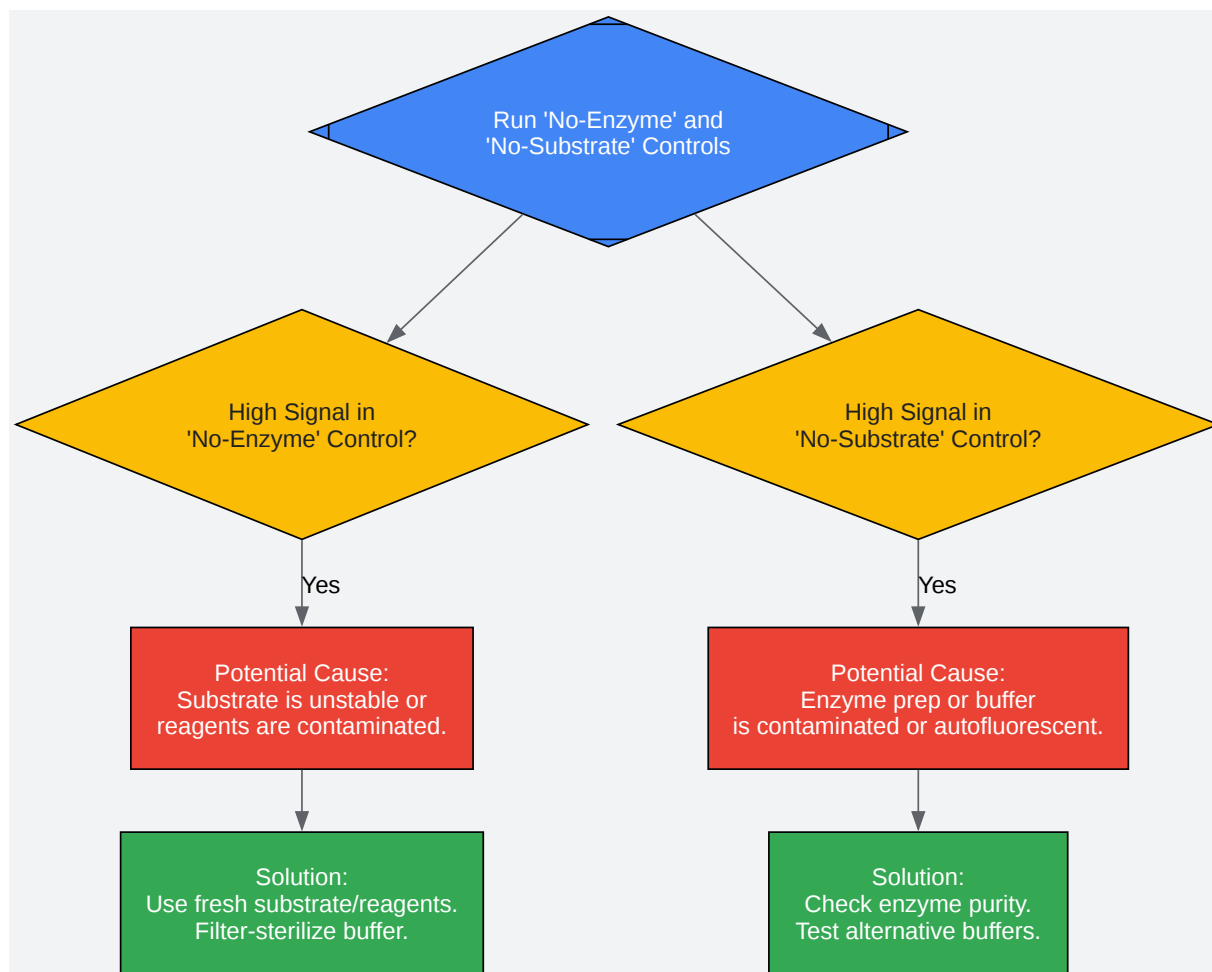 Run 'No-Enzyme' and
'No-Substrate' Controls
High Signal in
'No-Enzyme' Control?
High Signal in
'No-Substrate' Control?
Yes
Yes
Potential Cause:
Substrate is unstable or
reagents are contaminated.
Potential Cause:
Enzyme prep or buffer
is contaminated or autofluorescent.
Solution:
Use fresh substrate/reagents.
Filter-sterilize buffer.
Solution:
Check enzyme purity.
Test alternative buffers.